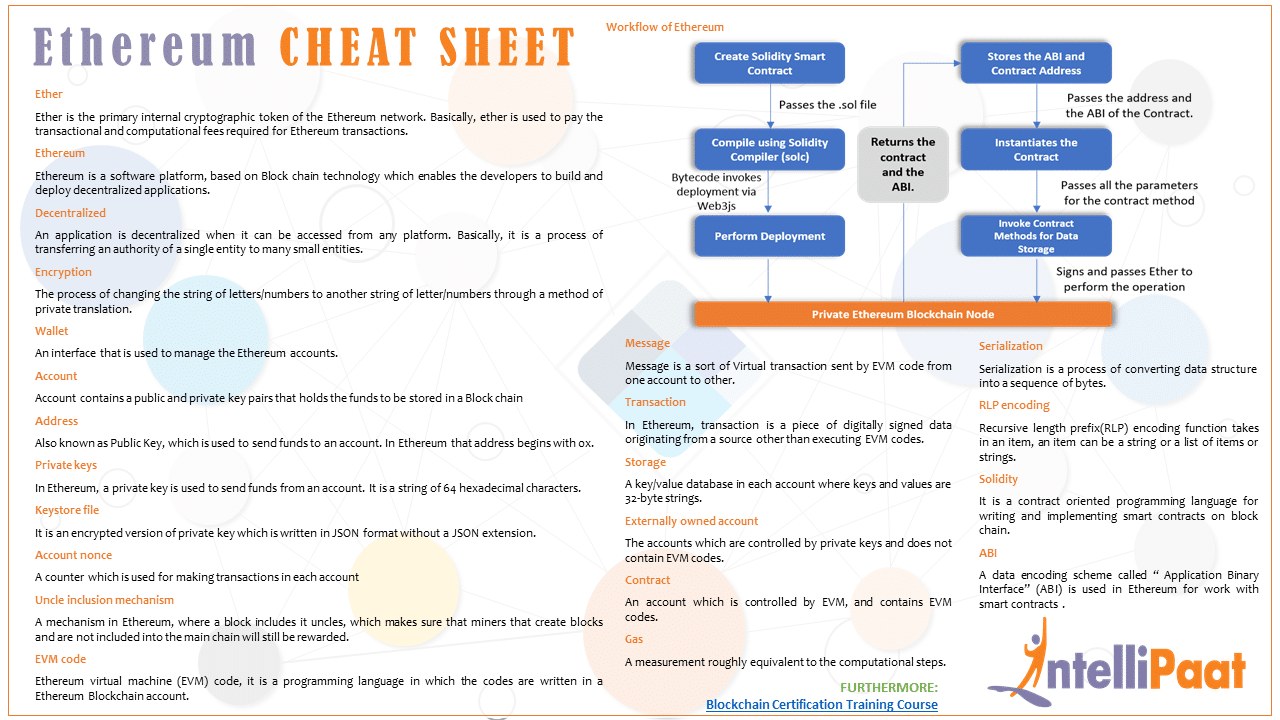 Ethereum CHEAT SHEET
Ether
Ether is the primary internal cryptographic token of the Ethereum network. Basically, ether is used to pay the
transactional and computational fees required for Ethereum transactions.
Ethereum
Ethereum is a software platform, based on Block chain technology which enables the developers to build and
deploy decentralized applications.
Decentralized
An application is decentralized when it can be accessed from any platform. Basically, it is a process of
transferring an authority of a single entity to many small entities.
Encryption
The process of changing the string of letters/numbers to another string of letter/numbers through a method of
private translation.
Wallet
An interface that is used to manage the Ethereum accounts.
Account
Account contains a public and private key pairs that holds the funds to be stored in a Block chain
Address
Also known as Public Key, which is used to send funds to an account. In Ethereum that address begins with ox.
Private keys
In Ethereum, a private key is used to send funds from an account. It is a string of 64 hexadecimal characters.
Keystore file
It is an encrypted version of private key which is written in JSON format without a JSON extension.
Account nonce
A counter which is used for making transactions in each account
Uncle inclusion mechanism
A mechanism in Ethereum, where a block includes it uncles, which makes sure that miners that create blocks
and are not included into the main chain will still be rewarded.
EVM code
Ethereum virtual machine (EVM) code, it is a programming language in which the codes are written in a
Ethereum Blockchain account.
Workflow of Ethereum
Create Solidity Smart
Contract
Passes the .sol file
Compile using Solidity
Compiler (solc)
Bytecode invokes
deployment via
Web3js
Perform Deployment
Returns the
contract
and the
ABI.
Stores the ABI and
Contract Address
Passes the address and
the ABI of the Contract.
Instantiates the
Contract
Passes all the parameters
for the contract method
Invoke Contract
Methods for Data
Storage
Signs and passes Ether to
perform the operation
Private Ethereum Blockchain Node
Message
Message is a sort of Virtual transaction sent by EVM code from
one account to other.
Transaction
In Ethereum, transaction is a piece of digitally signed data
originating from a source other than executing EVM codes.
Storage
A key/value database in each account where keys and values are
32-byte strings.
Externally owned account
The accounts which are controlled by private keys and does not
contain EVM codes.
Contract
An account which is controlled by EVM, and contains EVM
codes.
Gas
A measurement roughly equivalent to the computational steps.
Serialization
Serialization is a process of converting data structure
into a sequence of bytes.
RLP encoding
Recursive length prefix(RLP) encoding function takes
in an item, an item can be a string or a list of items or
strings.
Solidity
It is a contract oriented programming language for
writing and implementing smart contracts on block
chain.
ABI
A data encoding scheme called “ Application Binary
Interface” (ABI) is used in Ethereum for work with
smart contracts .
FURTHERMORE:
Blockchain Certification Training Course
IntelliPaat